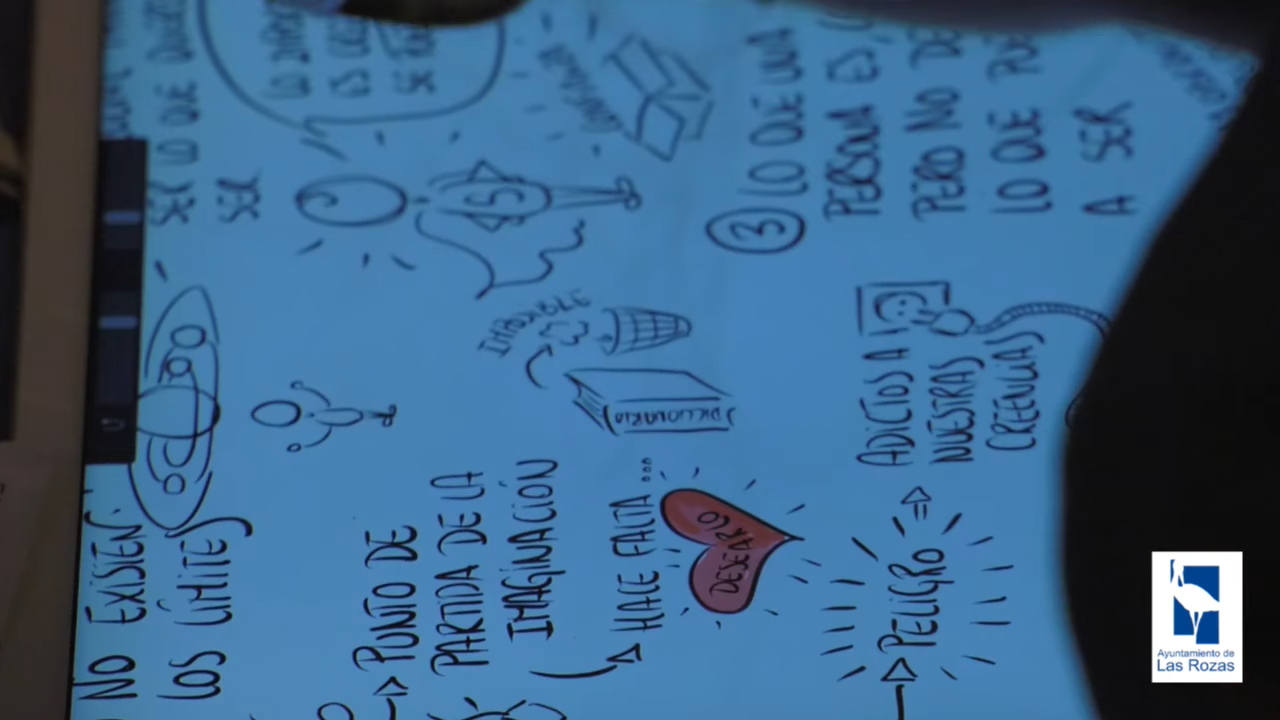 NO EXISTEN
LOS LÍMITES
PUNTO DE
PARTIDA DE LA
IMAGINACIÓN
HACE FALTA...
DESEARLO
PELIGRO
ADICTOS A
NUESTRAS
CREENCIAS
IMPOSIBLE
DICCIONARIO
SER LO QUE
SER
S
3 LO QUE UNA
PERSONA ES
PERO NO DE
LO QUE
A SER
Ayuntamiento de
Las Rozas